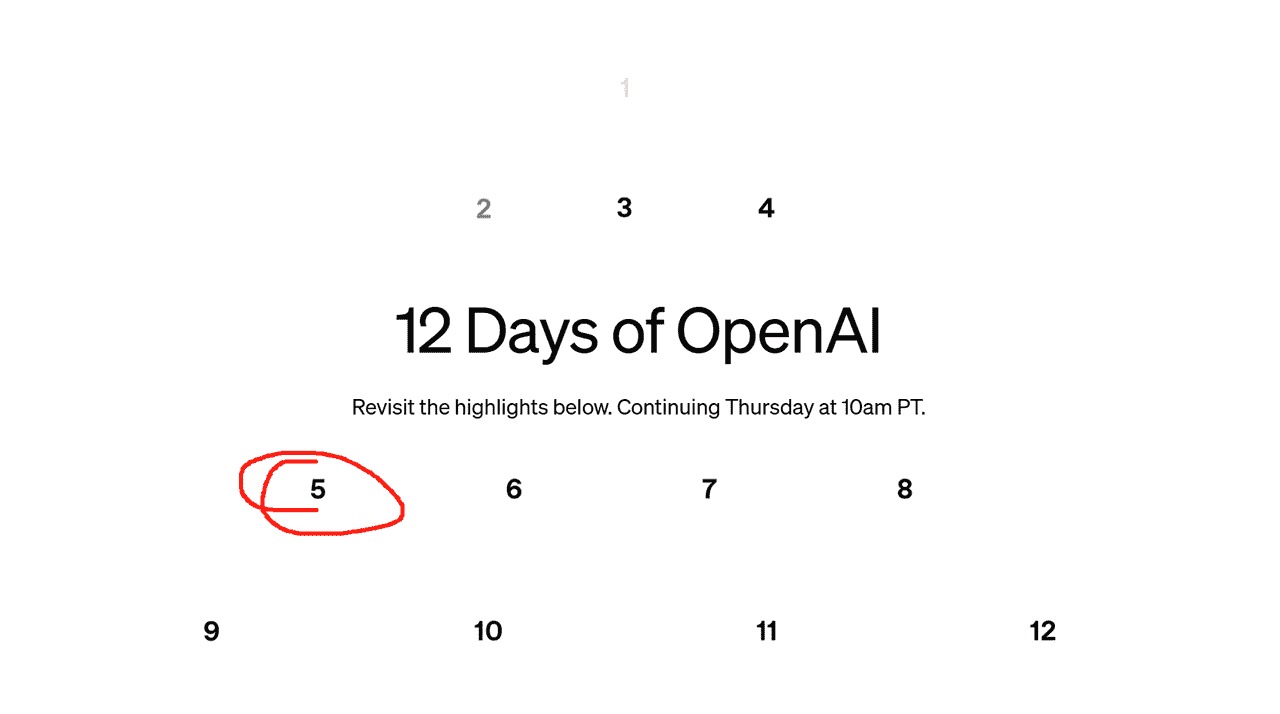 1
2 3 4
12 Days of OpenAI
Revisit the highlights below. Continuing Thursday at 10am PT.
5 6 7 8
9 10 11 12